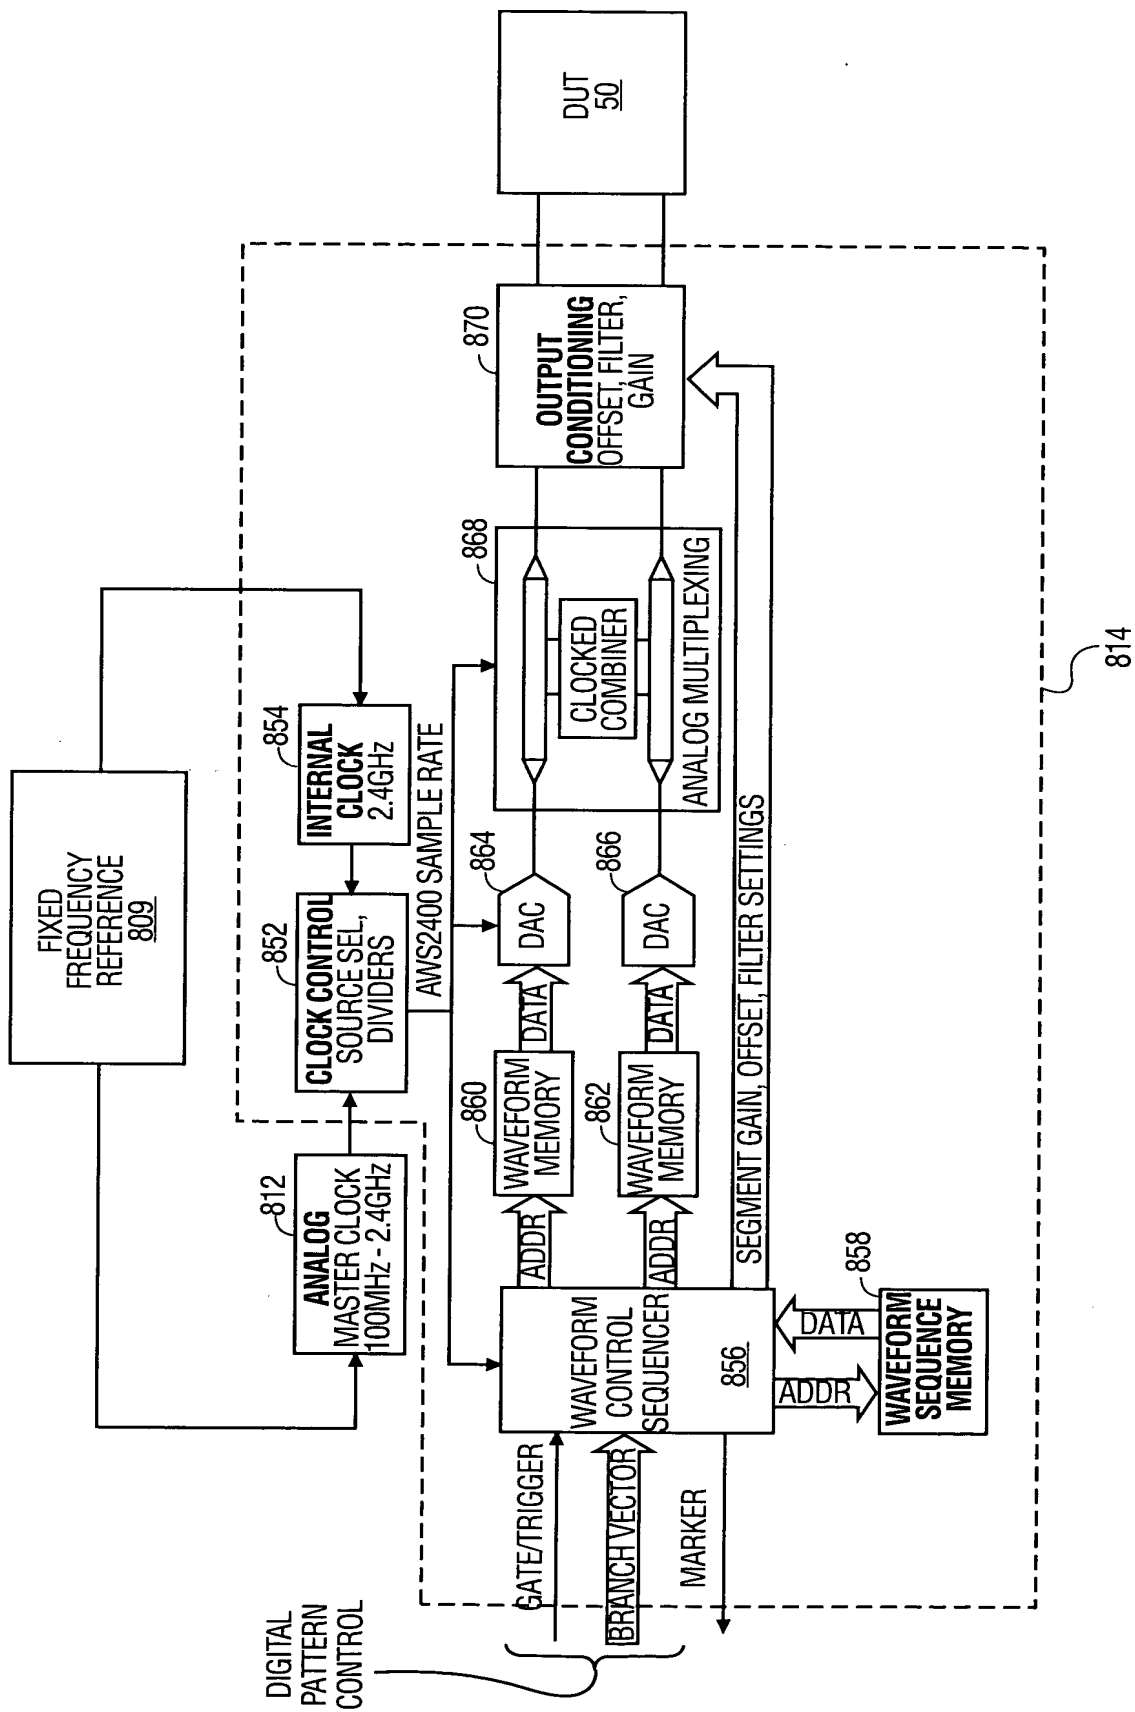 FIXED
FREQUENCY
REFERENCE
809
812
ANALOG
MASTER CLOCK
100MHz - 2.4GHz
852
CLOCK CONTROL
SOURCE SEL,
DIVIDERS
854
INTERNAL
CLOCK
2.4GHz
AWS2400 SAMPLE RATE
DIGITAL
PATTERN
CONTROL
GATE/TRIGGER
BRANCH VECTOR
MARKER
WAVEFORM
CONTROL
SEQUENCER
856
ADDR
ADDR
860
WAVEFORM
MEMORY
862
WAVEFORM
MEMORY
DATA
DATA
864
DAC
866
DAC
868
CLOCKED
COMBINER
ANALOG MULTIPLEXING
870
OUTPUT
CONDITIONING
OFFSET, FILTER,
GAIN
DUT
50
SEGMENT GAIN, OFFSET, FILTER SETTINGS
ADDR
DATA
858
WAVEFORM
SEQUENCE
MEMORY
814